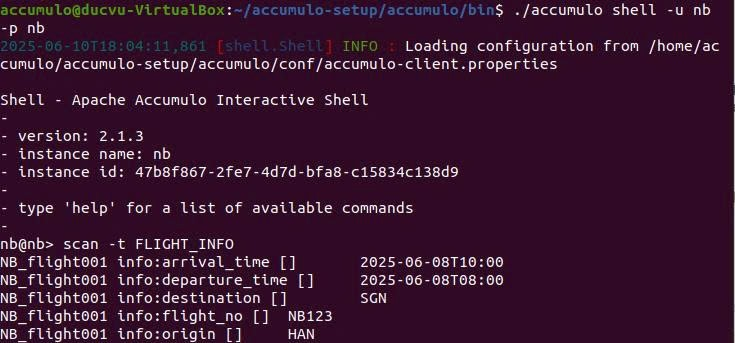 accumulo@ducvu-VirtualBox:~/accumulo-setup/accumulo/bin$ ./accumulo shell -u nb
-p nb
2025-06-10T18:04:11,861 [shell.Shell] INFO : Loading configuration from /home/ac
cumulo/accumulo-setup/accumulo/conf/accumulo-client.properties
Shell - Apache Accumulo Interactive Shell
-
- version: 2.1.3
- instance name: nb
- instance id: 47b8f867-2fe7-4d7d-bfa8-c15834c138d9
-
- type 'help' for a list of available commands
-
nb@nb> scan -t FLIGHT_INFO
NB_flight001 info:arrival_time []        2025-06-08T10:00
NB_flight001 info:departure_time []      2025-06-08T08:00
NB_flight001 info:destination []         SGN
NB_flight001 info:flight_no []  NB123
NB_flight001 info:origin []     HAN